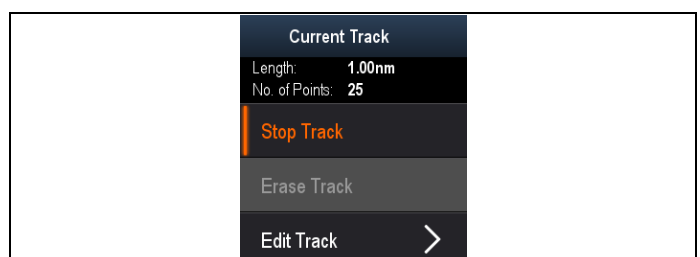 Current Track
Length: 1.00nm
No. of Points: 25
Stop Track
Erase Track
Edit Track